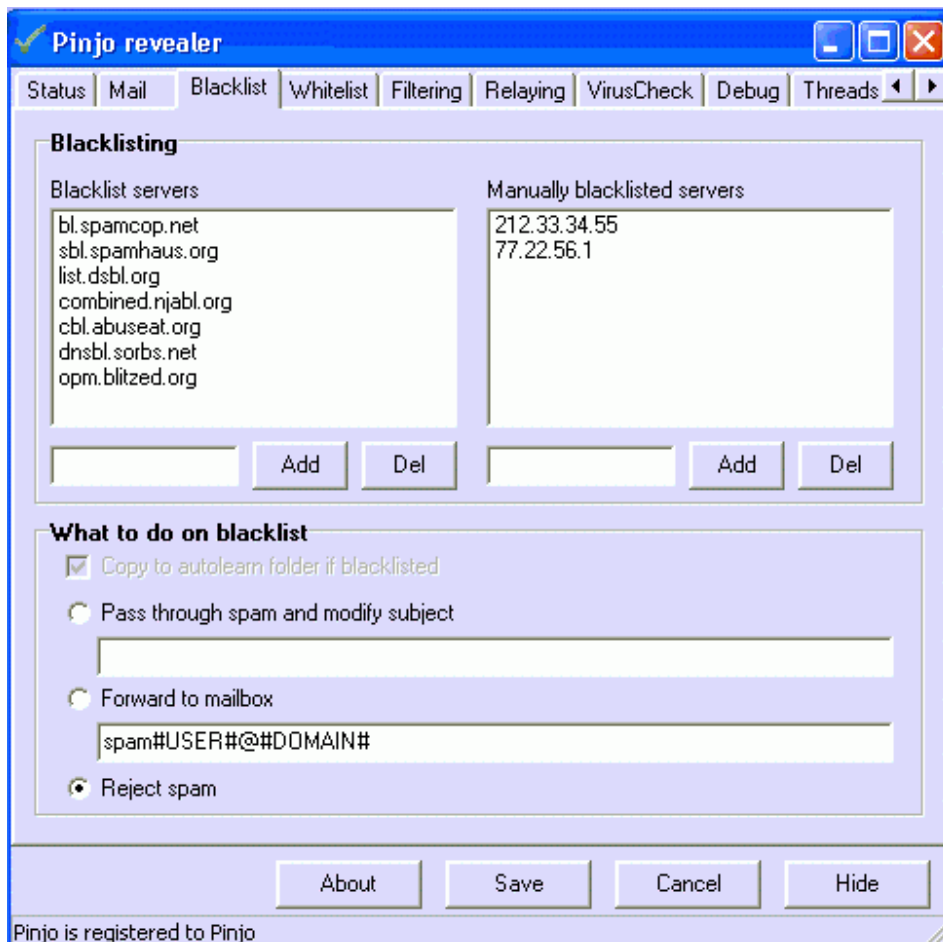 Pinjo revealer
Status Mail Blacklist Whitelist Filtering Relaying VirusCheck Debug Threads
Blacklisting
Blacklist servers
bl.spamcop.net
sbl.spamhaus.org
list.dsbl.org
combined.njabl.org
cbl.abuseat.org
dnsbl.sorbs.net
opm.blitzed.org
Add Del
Manually blacklisted servers
212.33.34.55
77.22.56.1
Add Del
What to do on blacklist
Copy to autolearn folder if blacklisted
Pass through spam and modify subject
Forward to mailbox
spam#USER#@#DOMAIN#
Reject spam
About Save Cancel Hide
Pinjo is registered to Pinjo